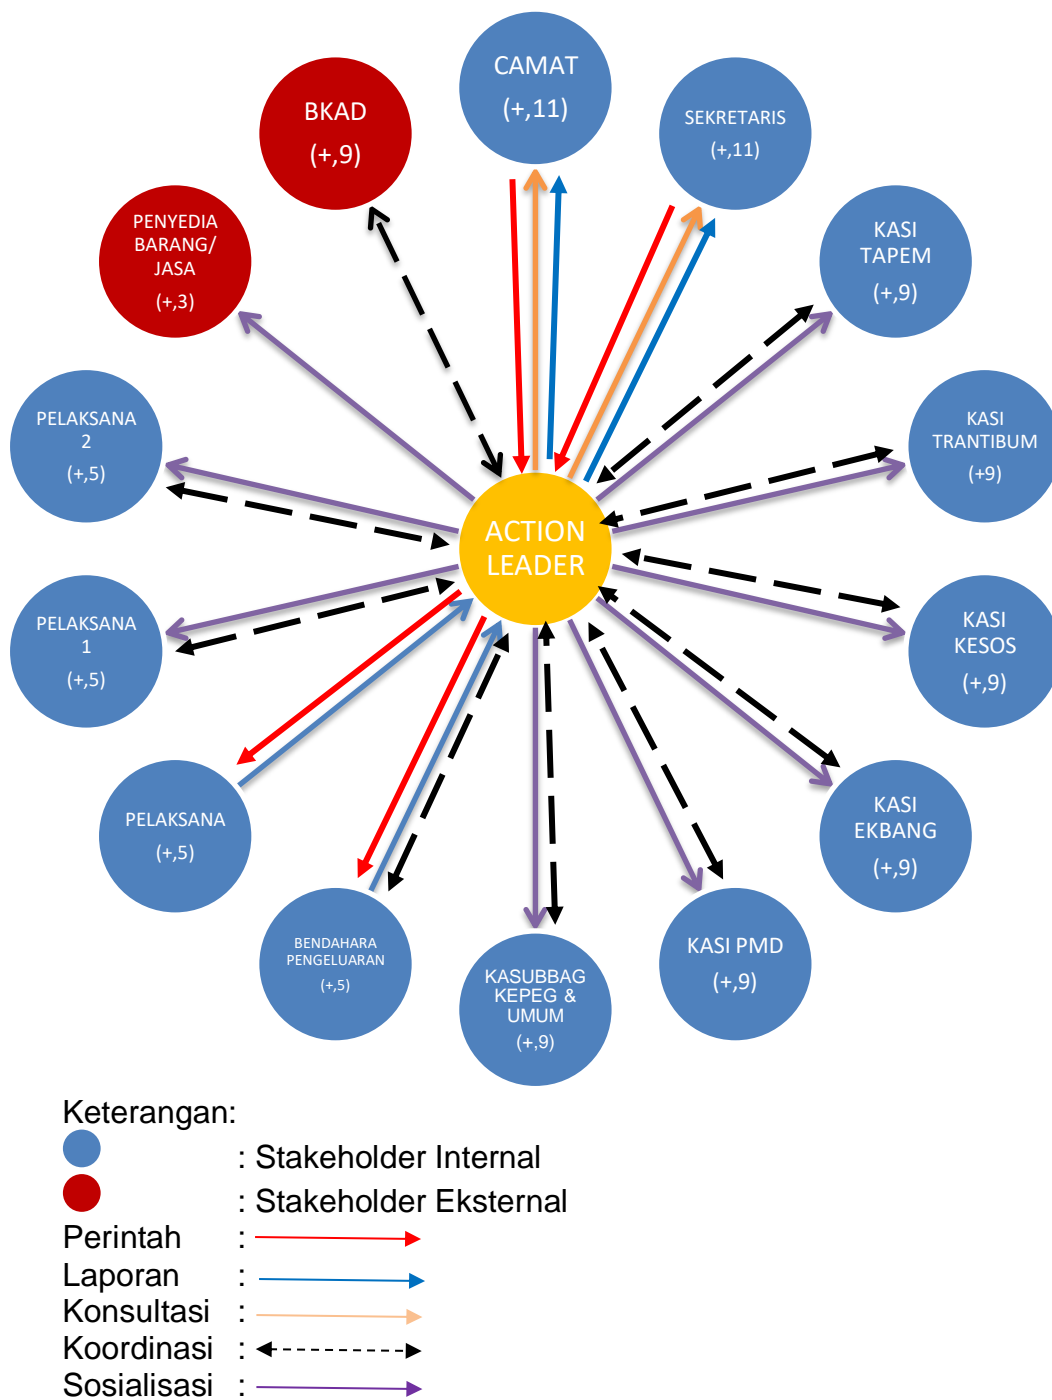 CAMAT
(+,11)
SEKRETARIS
(+,11)
KASI
TAPEM
(+,9)
KASI
TRANTIBUM
(+9)
KASI
KESOS
(+,9)
KASI
EKBANG
(+,9)
KASI PMD
(+,9)
KASUBBAG
KEPEG &
UMUM
(+,9)
BENDAHARA
PENGELUARAN
(+,5)
PELAKSANA
(+,5)
PELAKSANA
1
(+,5)
PELAKSANA
2
(+,5)
PENYEDIA
BARANG/
JASA
(+,3)
BKAD
(+,9)
ACTION
LEADER
Keterangan:
: Stakeholder Internal
: Stakeholder Eksternal
Perintah :
Laporan :
Konsultasi :
Koordinasi :
Sosialisasi :